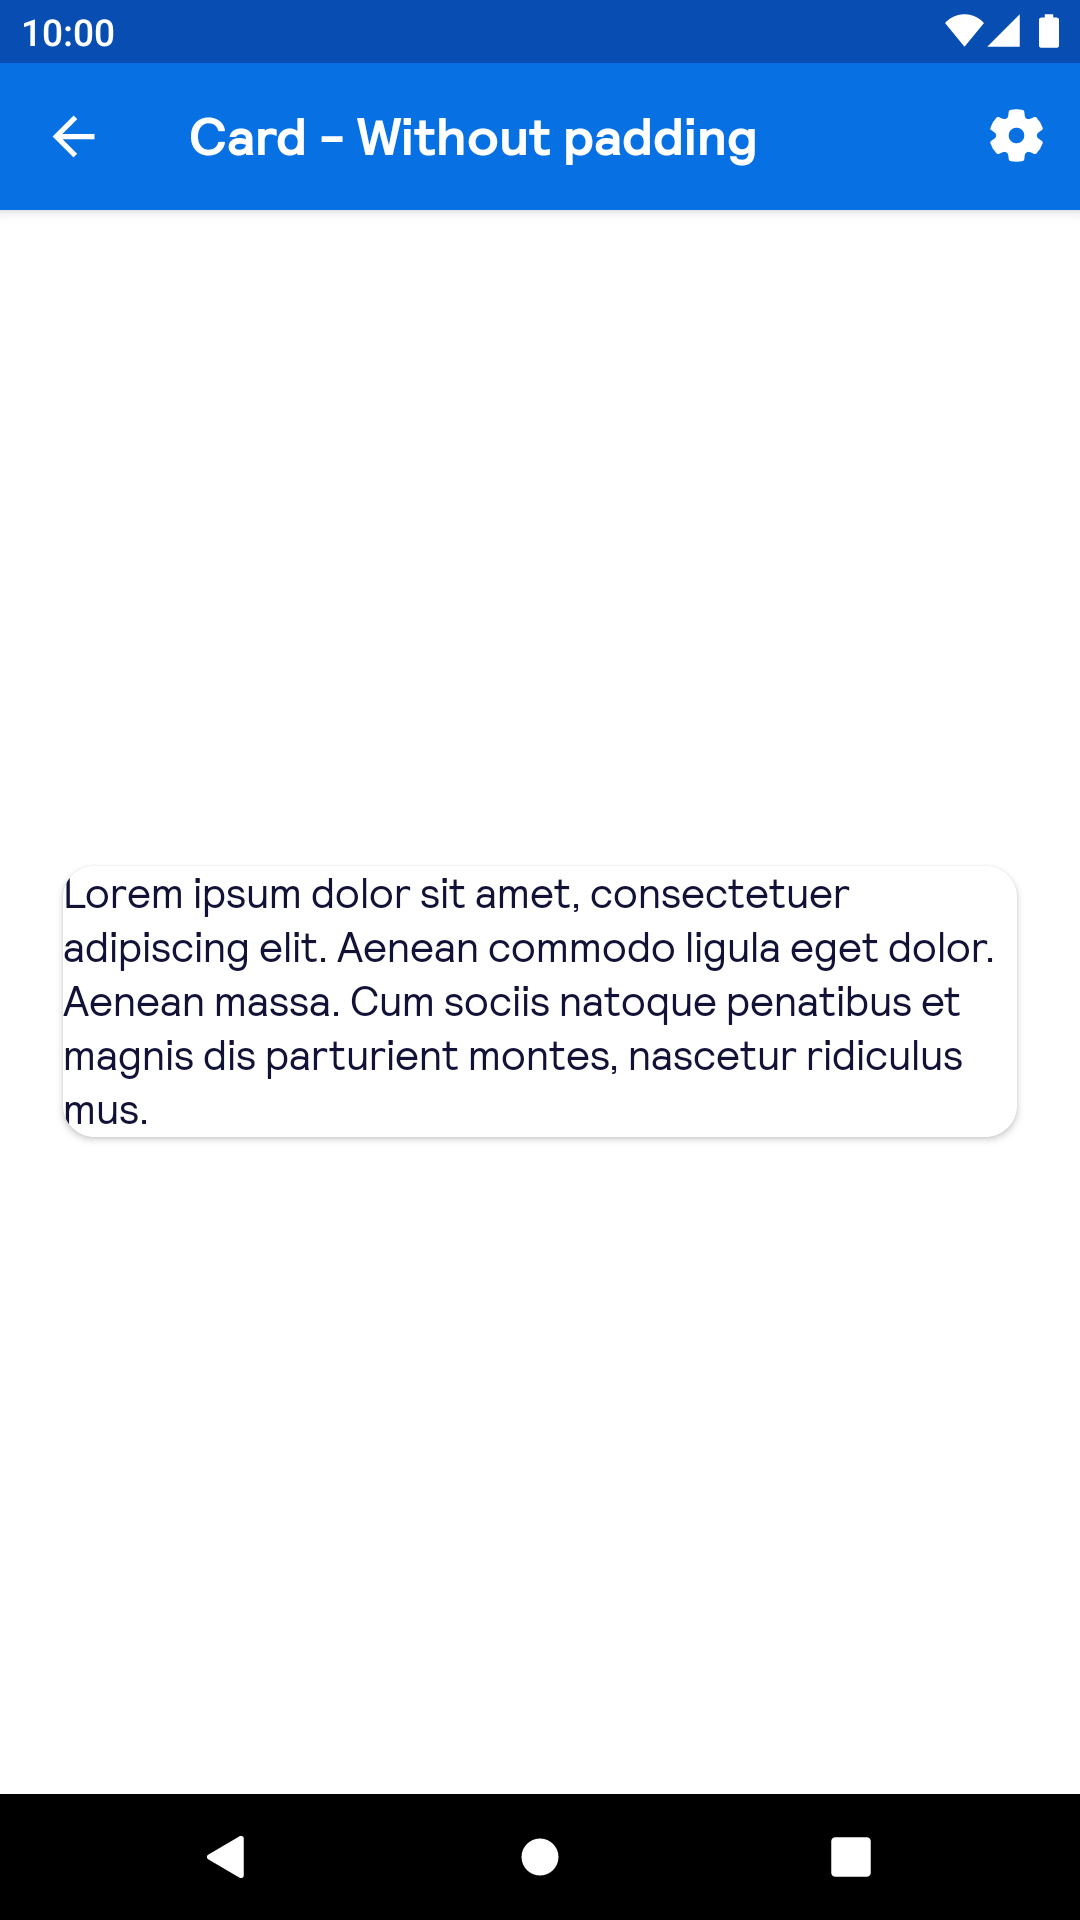 10:00
Card - Without padding
Lorem ipsum dolor sit amet, consectetuer
adipiscing elit. Aenean commodo ligula eget dolor.
Aenean massa. Cum sociis natoque penatibus et
magnis dis parturient montes, nascetur ridiculus
mus.